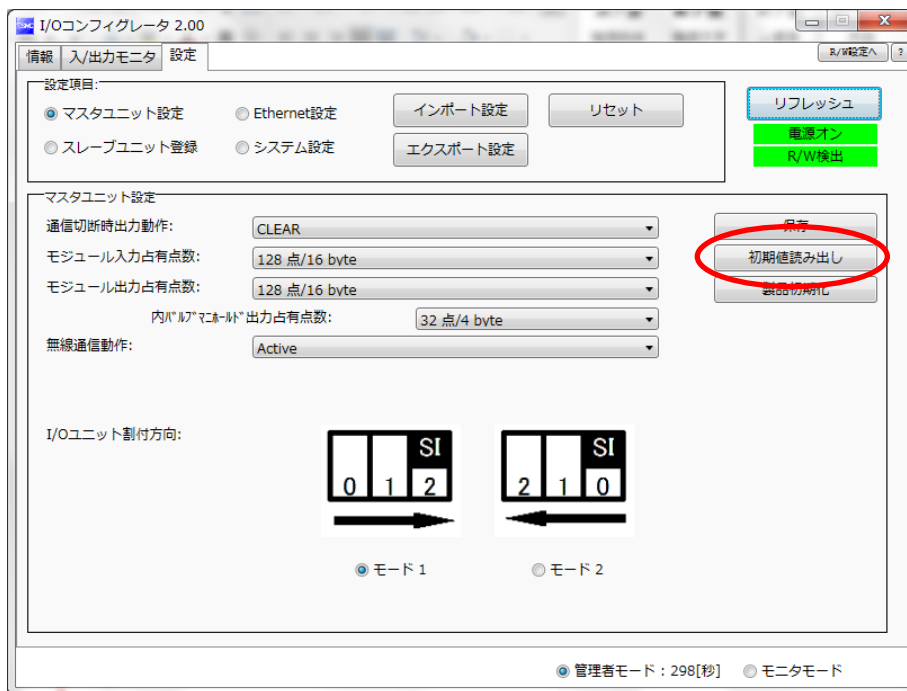 SMC I/Oコンフィグレータ 2.00
情報 入/出力モニタ 設定 R/W設定へ ?
設定項目:
マスタユニット設定 Ethernet設定 インポート設定 リセット リフレッシュ
スレーブユニット登録 システム設定 エクスポート設定 電源オン
R/W検出
マスタユニット設定
通信切断時出力動作: CLEAR 保存
モジュール入力占有点数: 128 点/16 byte 初期値読み出し
モジュール出力占有点数: 128 点/16 byte 製品初期化
内バルブマニホールド出力占有点数: 32 点/4 byte
無線通信動作: Active
I/Oユニット割付方向:
SI SI
0 1 2 2 1 0
モード 1 モード 2
管理者モード : 298[秒] モニタモード